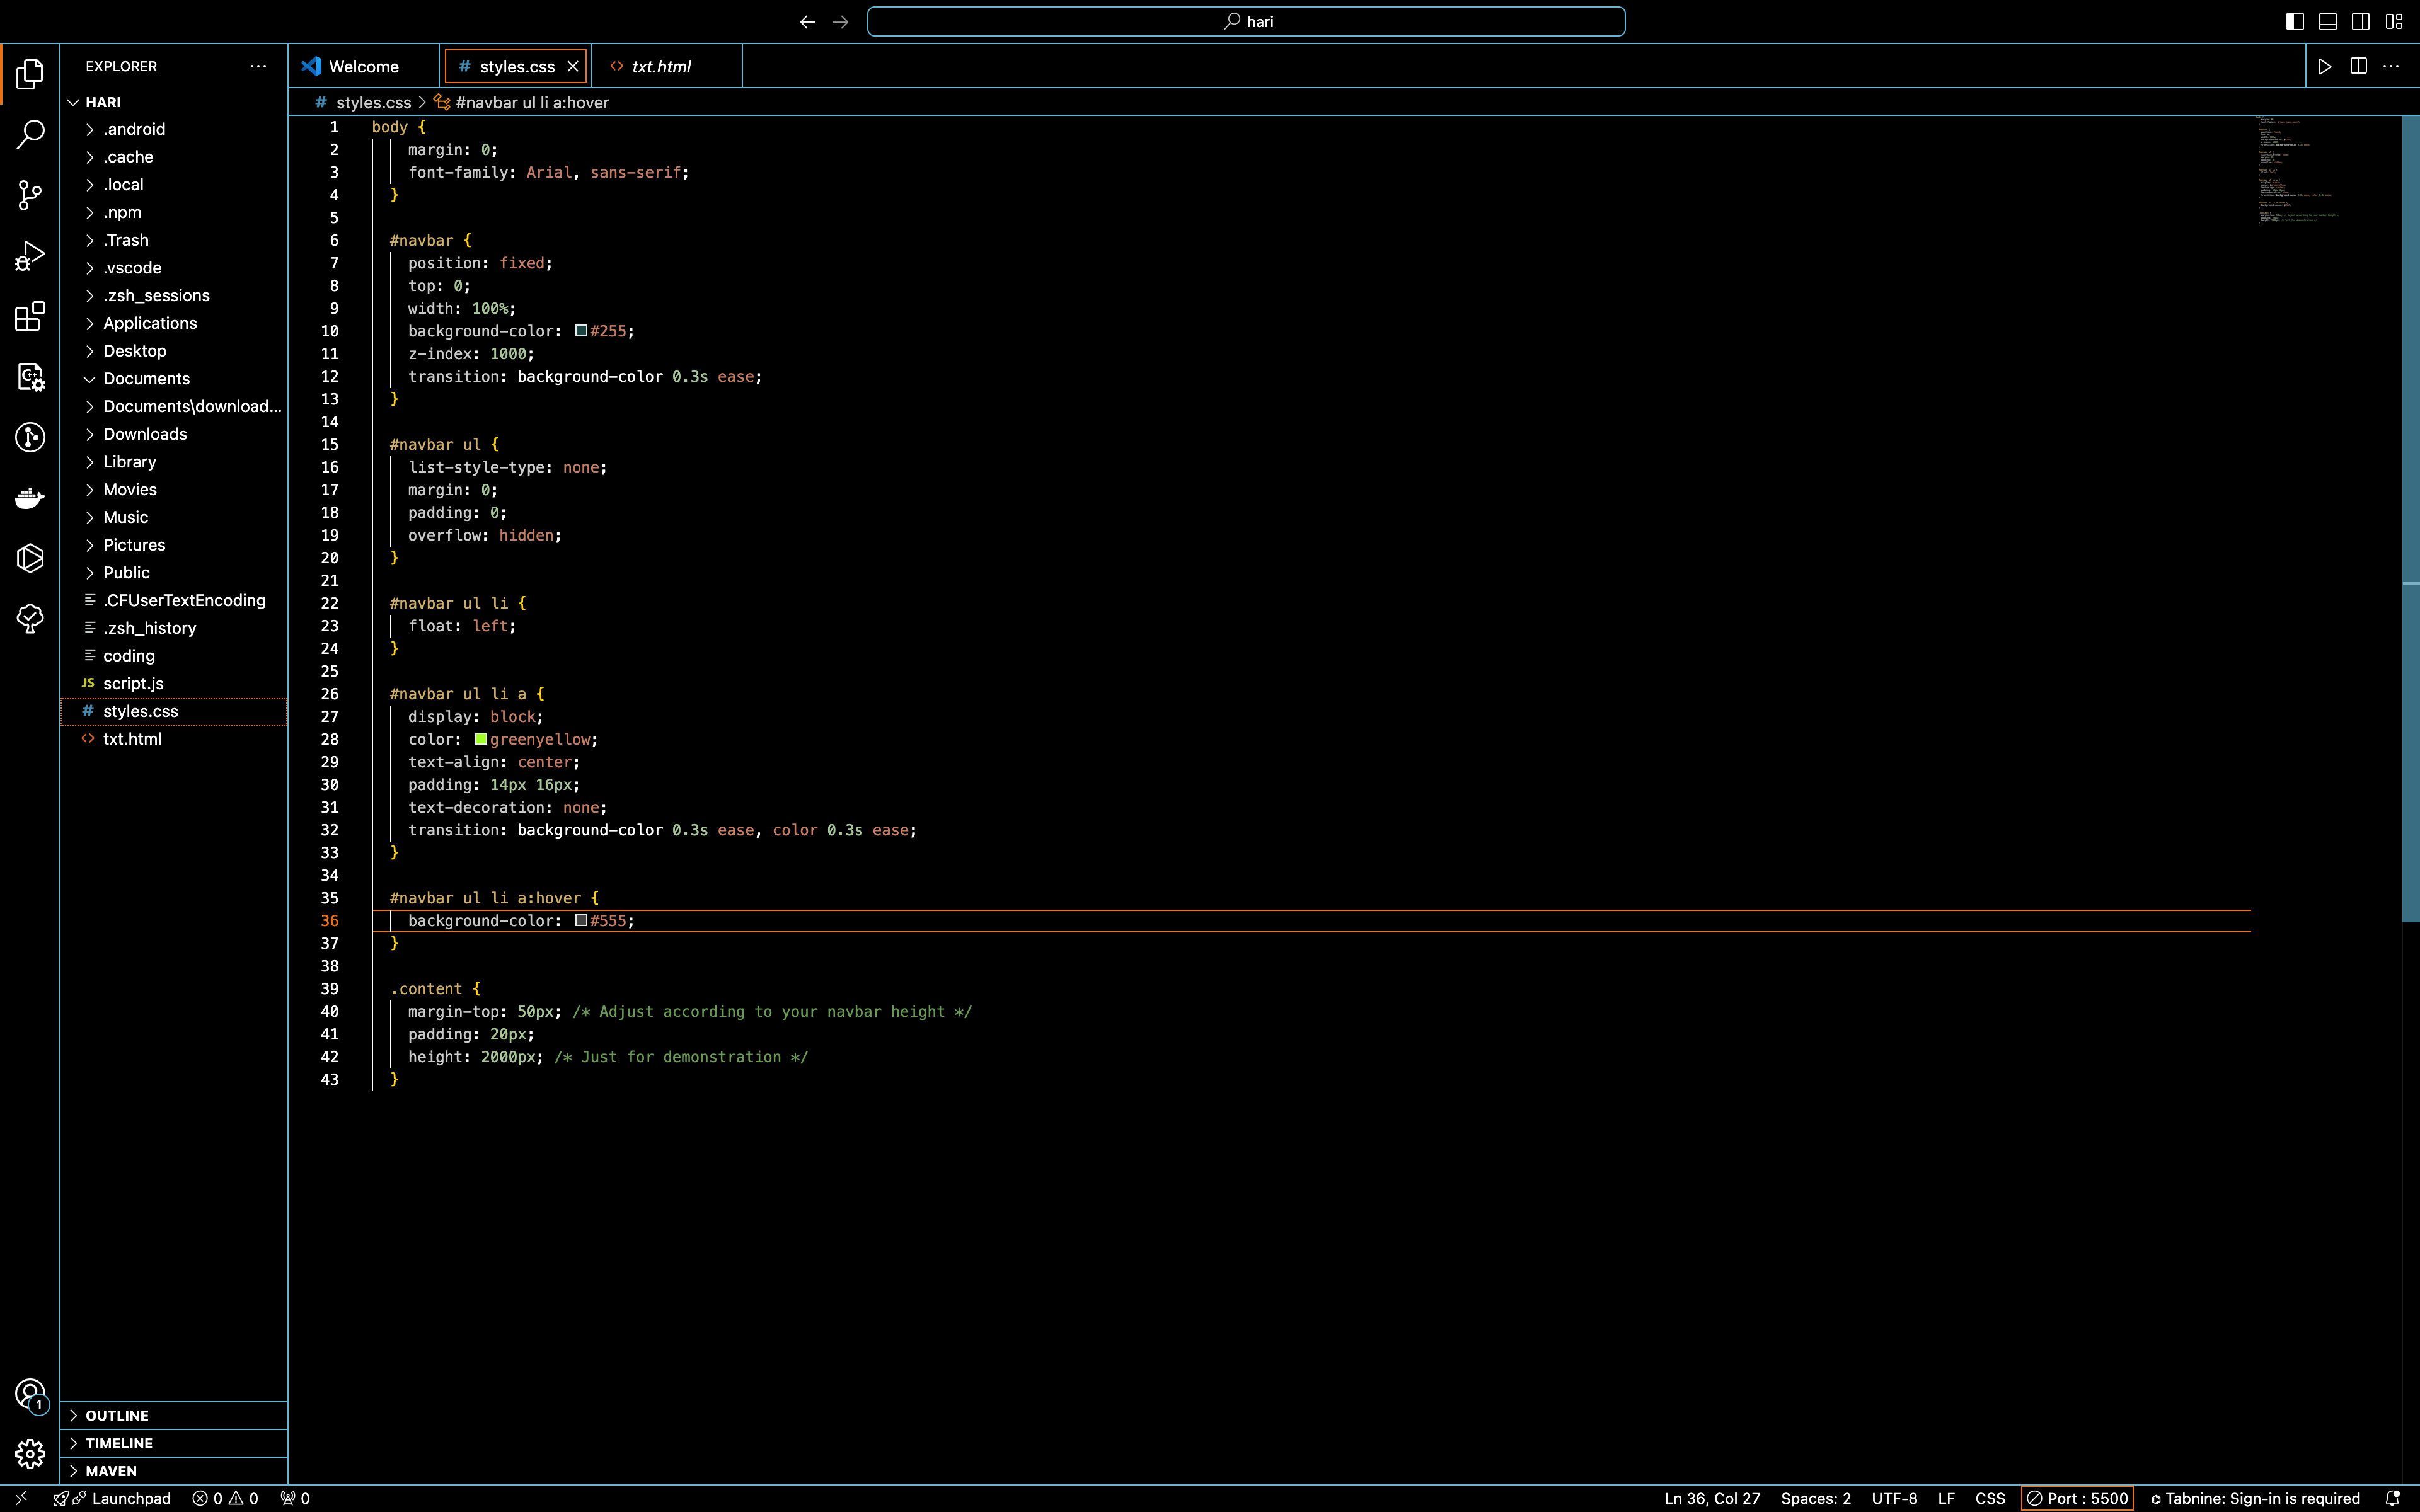 hari
EXPLORER
HARI
.android
.cache
.local
.npm
.Trash
.vscode
.zsh_sessions
Applications
Desktop
Documents
Documents\download...
Downloads
Library
Movies
Music
Pictures
Public
.CFUserTextEncoding
.zsh_history
coding
JS script.js
# styles.css
<> txt.html
OUTLINE
TIMELINE
MAVEN
Welcome
# styles.css
<> txt.html
# styles.css > #navbar ul li a:hover
1 body {
2 margin: 0;
3 font-family: Arial, sans-serif;
4 }
5
6 #navbar {
7 position: fixed;
8 top: 0;
9 width: 100%;
10 background-color: #255;
11 z-index: 1000;
12 transition: background-color 0.3s ease;
13 }
14
15 #navbar ul {
16 list-style-type: none;
17 margin: 0;
18 padding: 0;
19 overflow: hidden;
20 }
21
22 #navbar ul li {
23 float: left;
24 }
25
26 #navbar ul li a {
27 display: block;
28 color: greenyellow;
29 text-align: center;
30 padding: 14px 16px;
31 text-decoration: none;
32 transition: background-color 0.3s ease, color 0.3s ease;
33 }
34
35 #navbar ul li a:hover {
36 background-color: #555;
37 }
38
39 .content {
40 margin-top: 50px; /* Adjust according to your navbar height */
41 padding: 20px;
42 height: 2000px; /* Just for demonstration */
43 }
1
Launchpad 0 0 0 Ln 36, Col 27 Spaces: 2 UTF-8 LF CSS Port : 5500 Tabnine: Sign-in is required